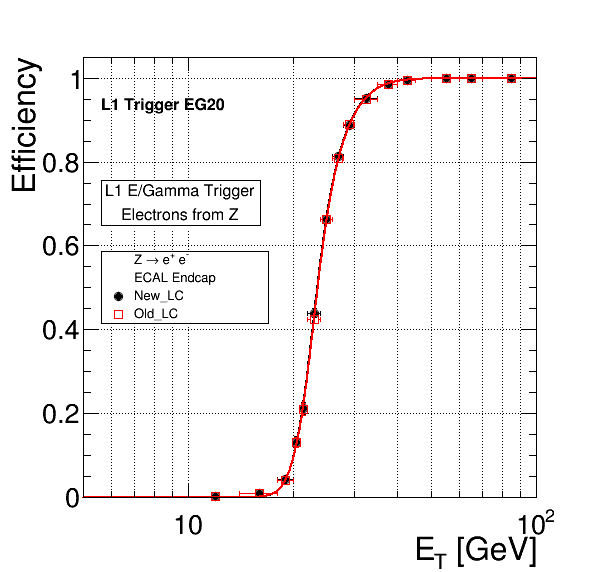 Efficiency
1
0.8
0.6
0.4
0.2
0
L1 Trigger EG20
L1 E/Gamma Trigger
Electrons from Z
Z → e⁺ e⁻
ECAL Endcap
New_LC
Old_LC
10
10²
E_T [GeV]